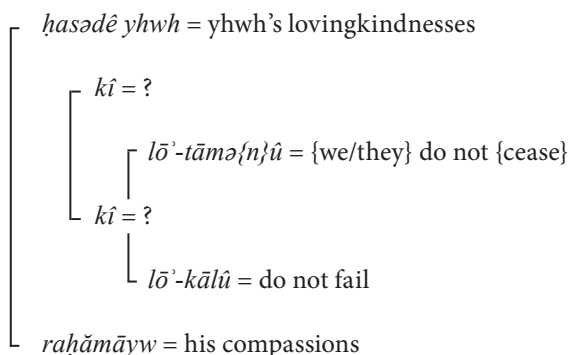 ḥasədê yhwh = yhwh’s lovingkindnesses
kî = ?
lōʾ-tāmə{n}û = {we/they} do not {cease}
kî = ?
lōʾ-kālû = do not fail
raḥămāyw = his compassions